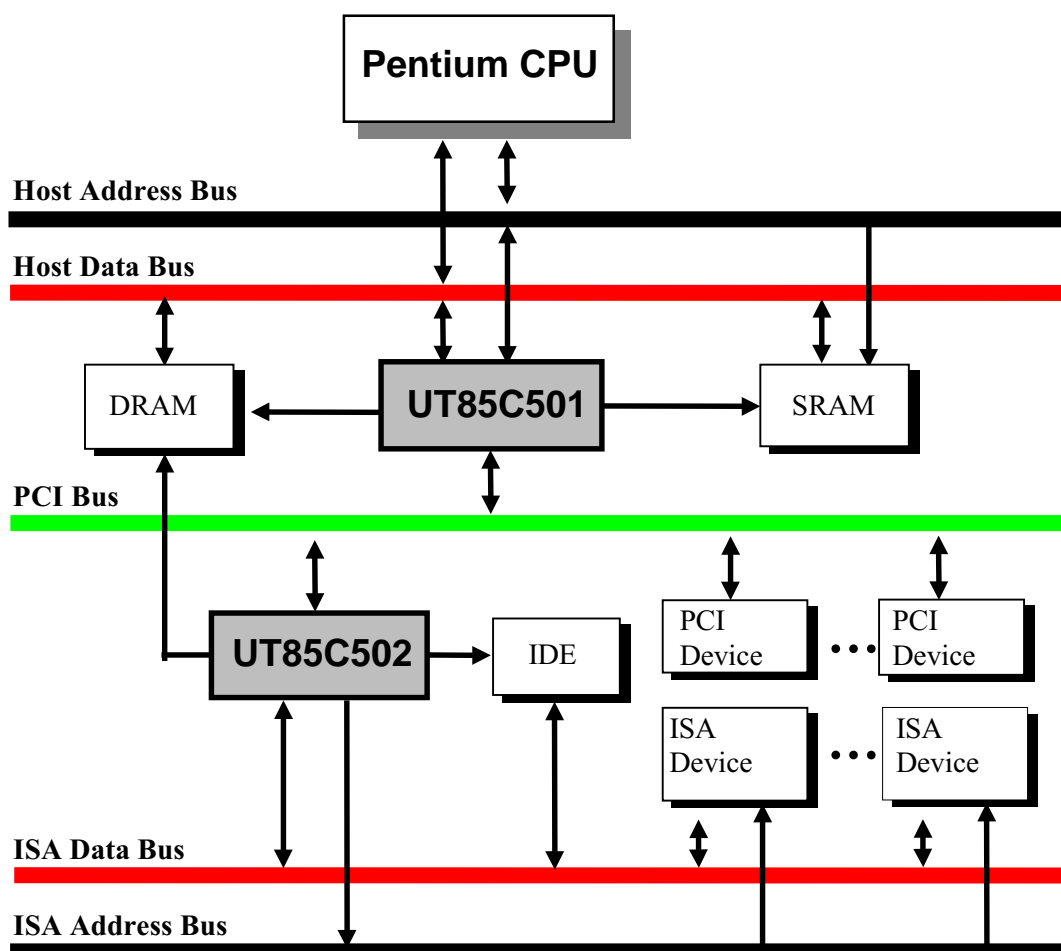 Pentium CPU
Host Address Bus
Host Data Bus
DRAM
UT85C501
SRAM
PCI Bus
UT85C502
IDE
PCI
Device
PCI
Device
ISA
Device
ISA
Device
ISA Data Bus
ISA Address Bus